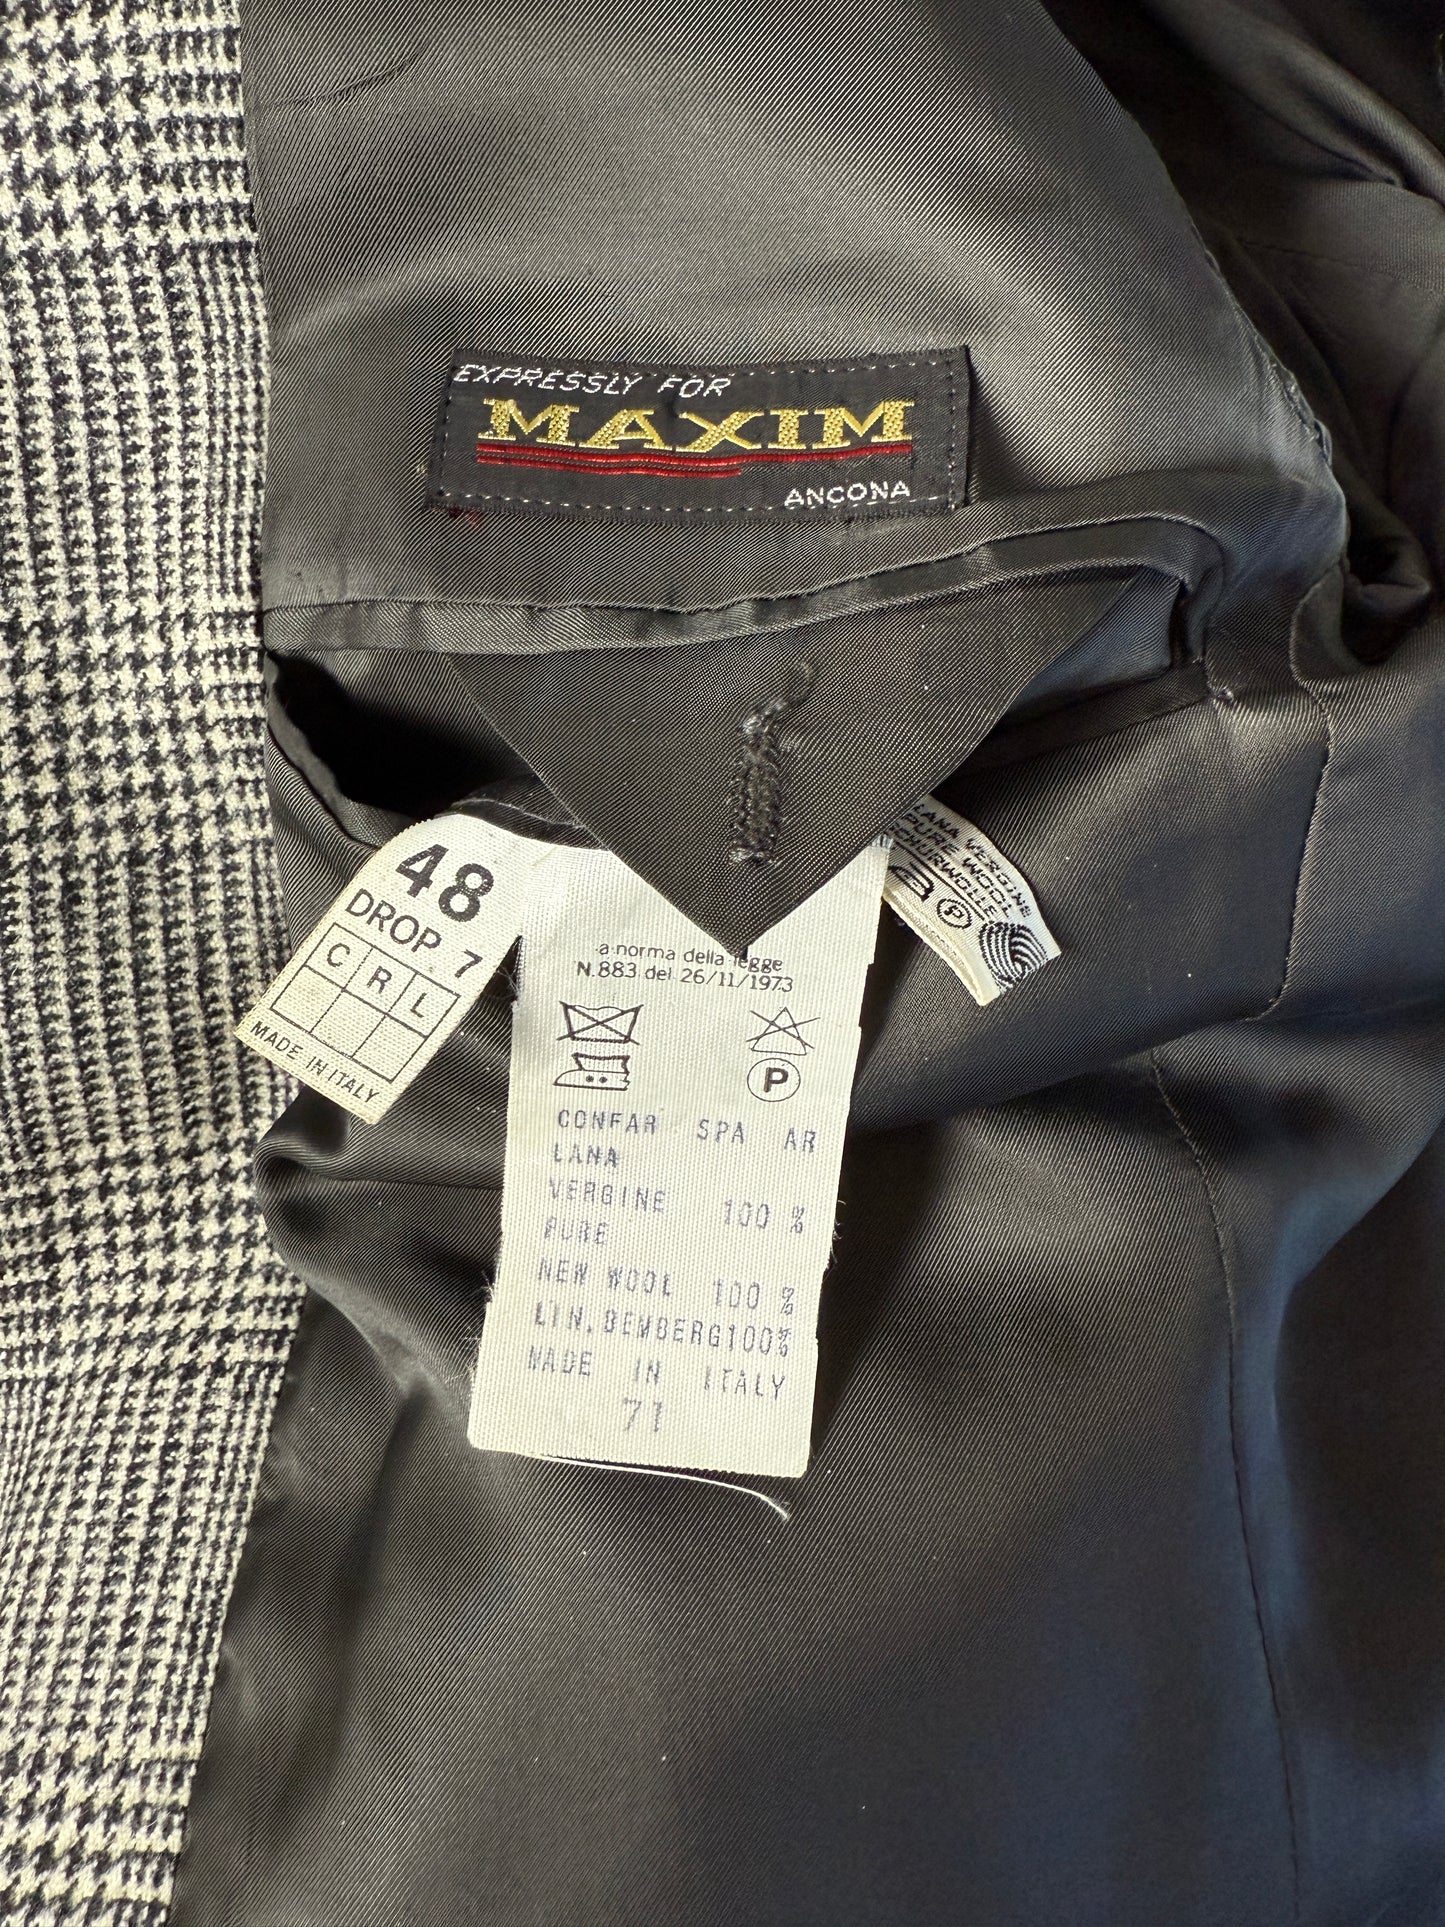 EXPRESSLY FOR
MAXIM
ANCONA
48
DROP 7
C R L
MADE IN ITALY
a norma della legge
N.883 del 26/11/1973
P
CONFAR SPA AR
LANA
VERGINE 100 %
PURE
NEW WOOL 100 %
LIN.BEMBERG100%
MADE IN ITALY
71
LANA VERGINE
PURE WOOL
SCHURWOLLE
P